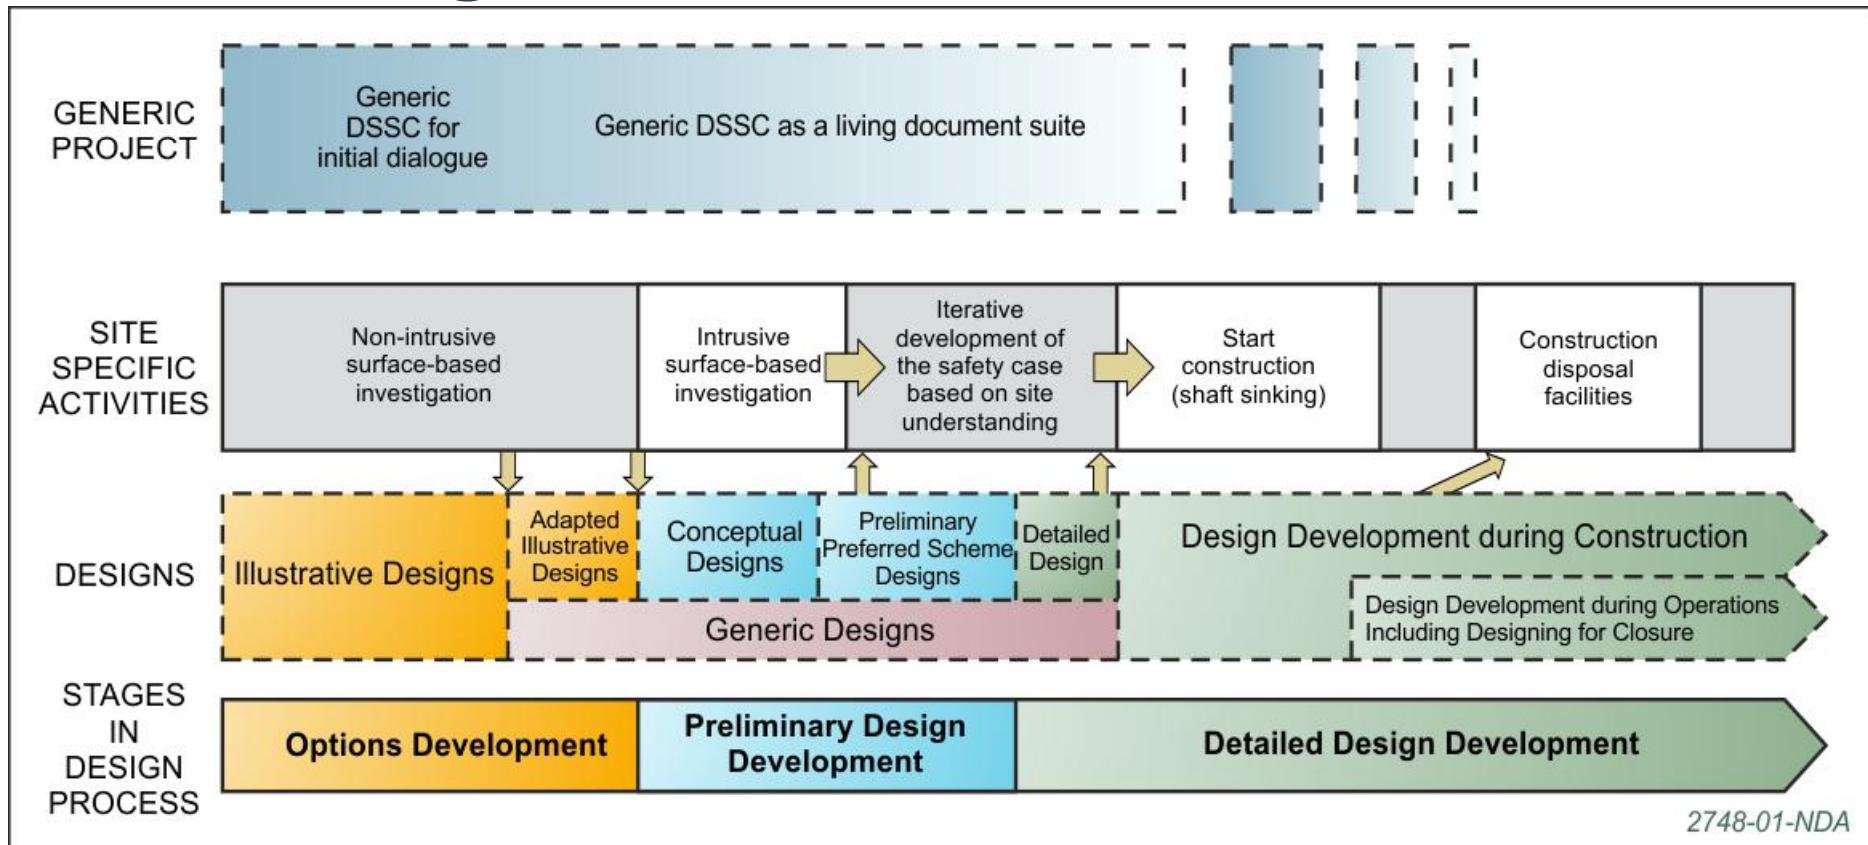 GENERIC
PROJECT
Generic
DSSC for
initial dialogue
Generic DSSC as a living document suite
SITE
SPECIFIC
ACTIVITIES
Non-intrusive
surface-based
investigation
Intrusive
surface-based
investigation
Iterative
development of
the safety case
based on site
understanding
Start
construction
(shaft sinking)
Construction
disposal
facilities
DESIGNS
Illustrative Designs
Adapted
Illustrative
Designs
Conceptual
Designs
Preliminary
Preferred Scheme
Designs
Detailed
Design
Generic Designs
Design Development during Construction
Design Development during Operations
Including Designing for Closure
STAGES
IN
DESIGN
PROCESS
Options Development
Preliminary Design
Development
Detailed Design Development
2748-01-NDA